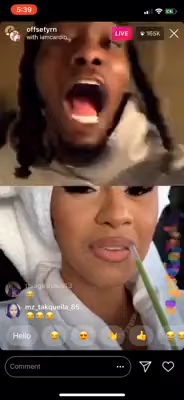 5:39
offsetyrn
with iamcardib
LIVE
165K
mz_takquella_85
Hello
Comment